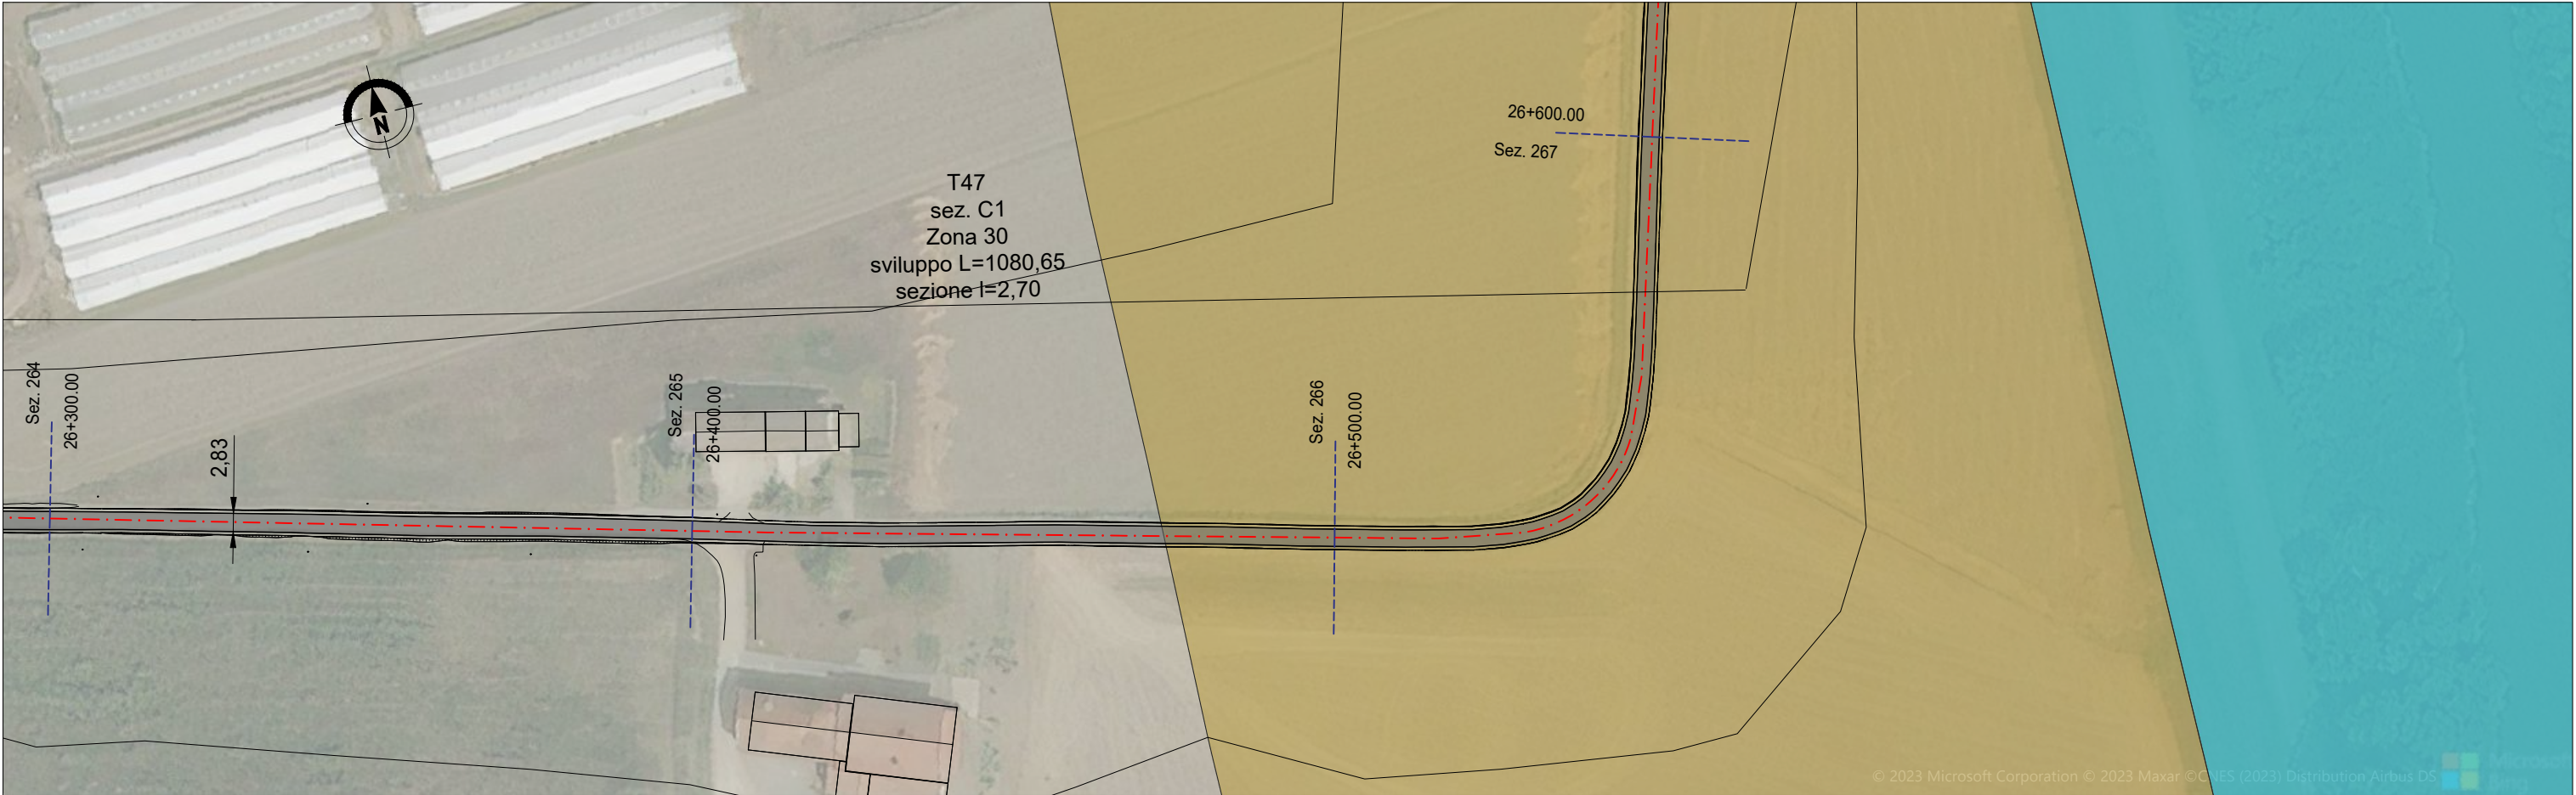 N
T47
sez. C1
Zona 30
sviluppo L=1080,65
sezione l=2,70
26+600.00
Sez. 267
Sez. 264
26+300.00
2,83
Sez. 265
26+400.00
Sez. 266
26+500.00
© 2023 Microsoft Corporation © 2023 Maxar ©CNES (2023) Distribution Airbus DS
Microsoft
Bing